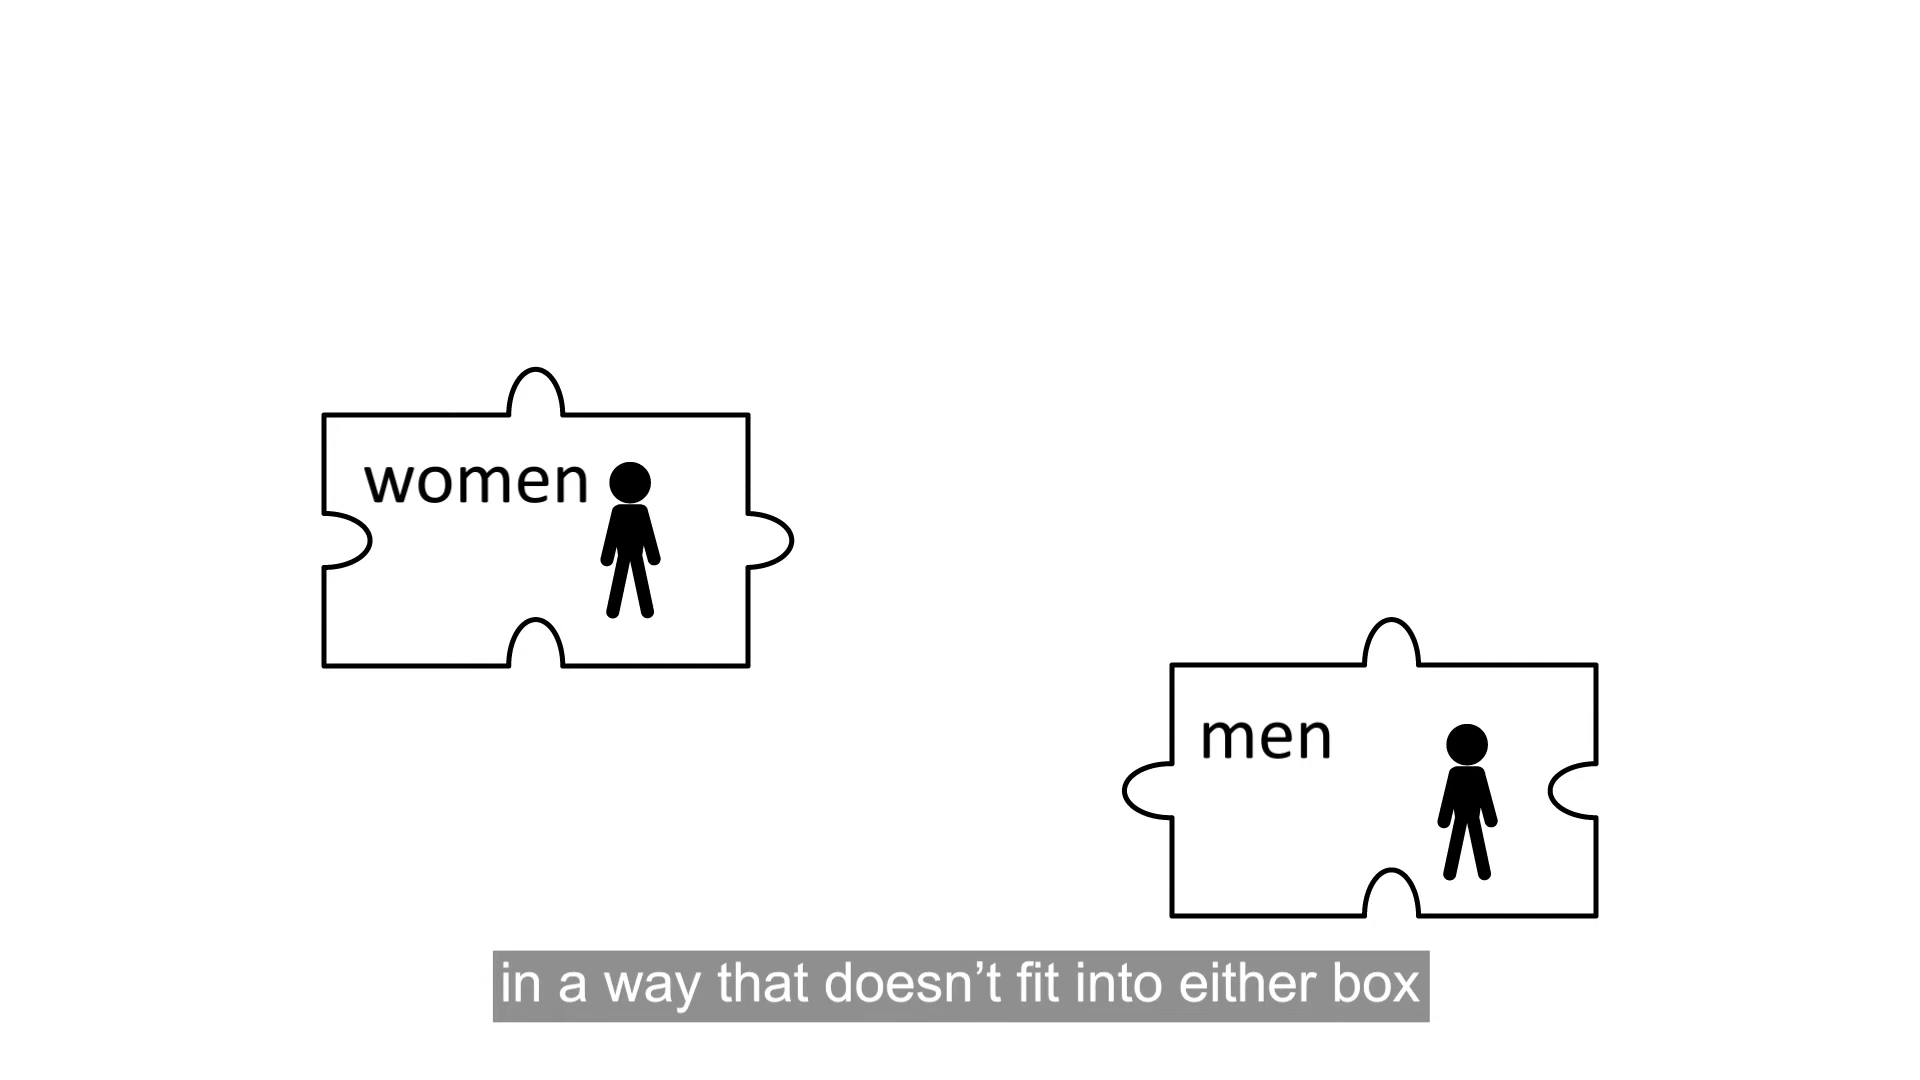 women
men
in a way that doesn’t fit into either box